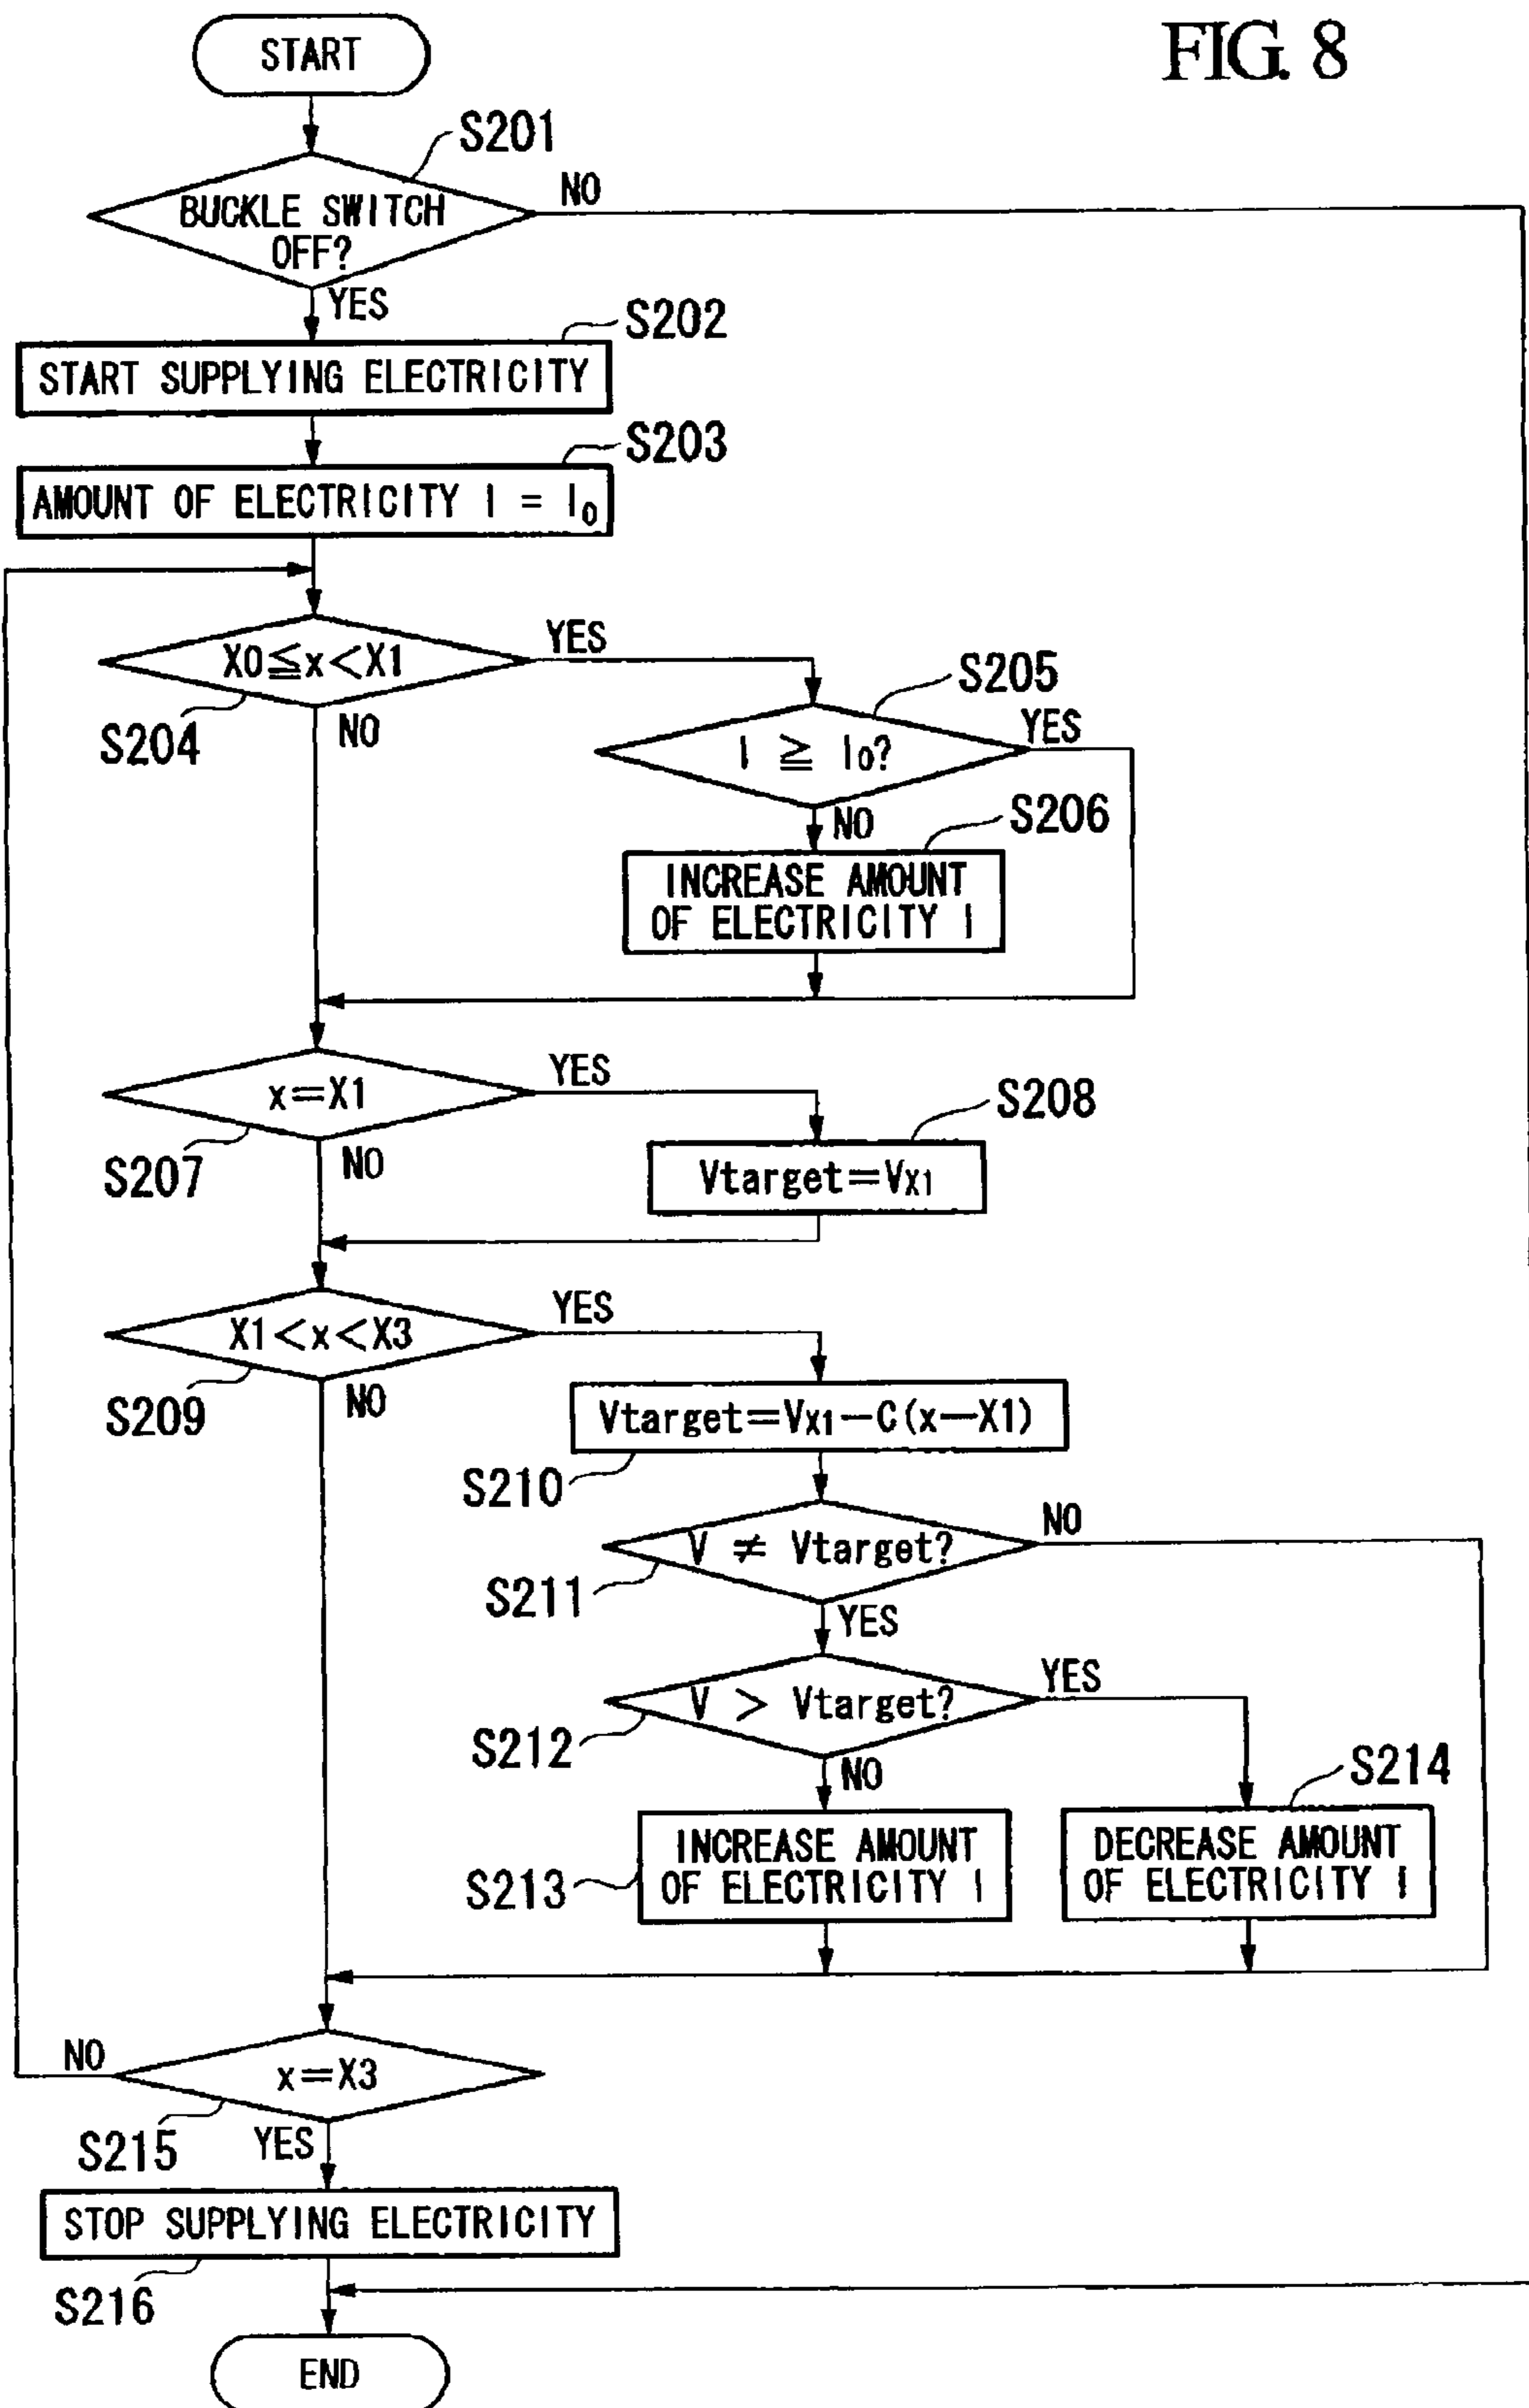 FIG. 8
START
S201
BUCKLE SWITCH
OFF?
NO
YES
S202
START SUPPLYING ELECTRICITY
S203
AMOUNT OF ELECTRICITY I = I0
X0≦x<X1
YES
S204
NO
S205
I ≧ I0?
YES
NO
S206
INCREASE AMOUNT
OF ELECTRICITY I
x=X1
YES
S207
NO
S208
Vtarget=VX1
X1<x<X3
YES
S209
NO
Vtarget=VX1-C(x-X1)
S210
V ≠ Vtarget?
NO
S211
YES
V > Vtarget?
YES
S212
NO
S214
INCREASE AMOUNT
OF ELECTRICITY I
S213
DECREASE AMOUNT
OF ELECTRICITY I
NO
x=X3
S215
YES
STOP SUPPLYING ELECTRICITY
S216
END